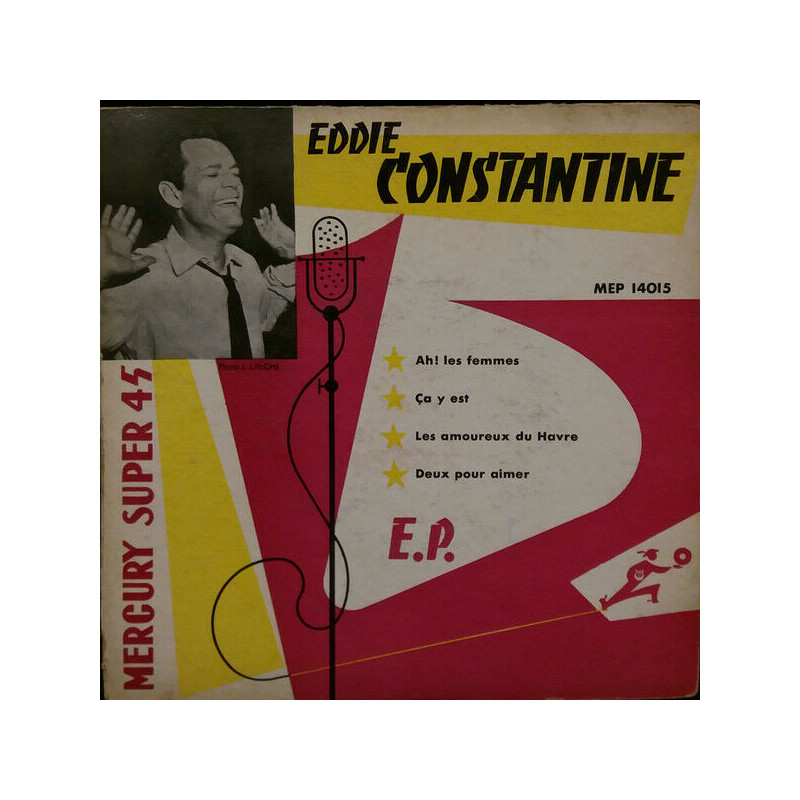 EDDIE
CONSTANTINE
MEP 14015
Ah! les femmes
Ça y est
Les amoureux du Havre
Deux pour aimer
E.P.
MERCURY SUPER 45
Photo